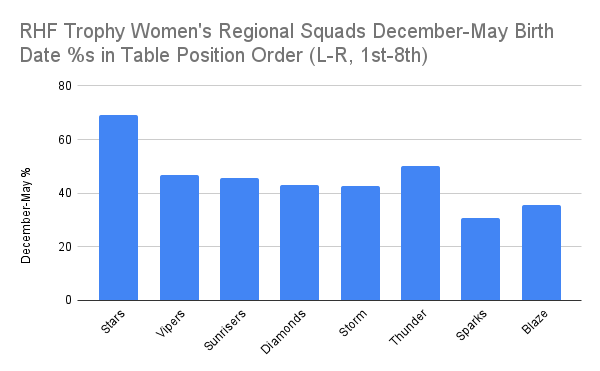 RHF Trophy Women's Regional Squads December-May Birth
Date %s in Table Position Order (L-R, 1st-8th)
80
60
40
20
0
December-May %
Stars
Vipers
Sunrisers
Diamonds
Storm
Thunder
Sparks
Blaze